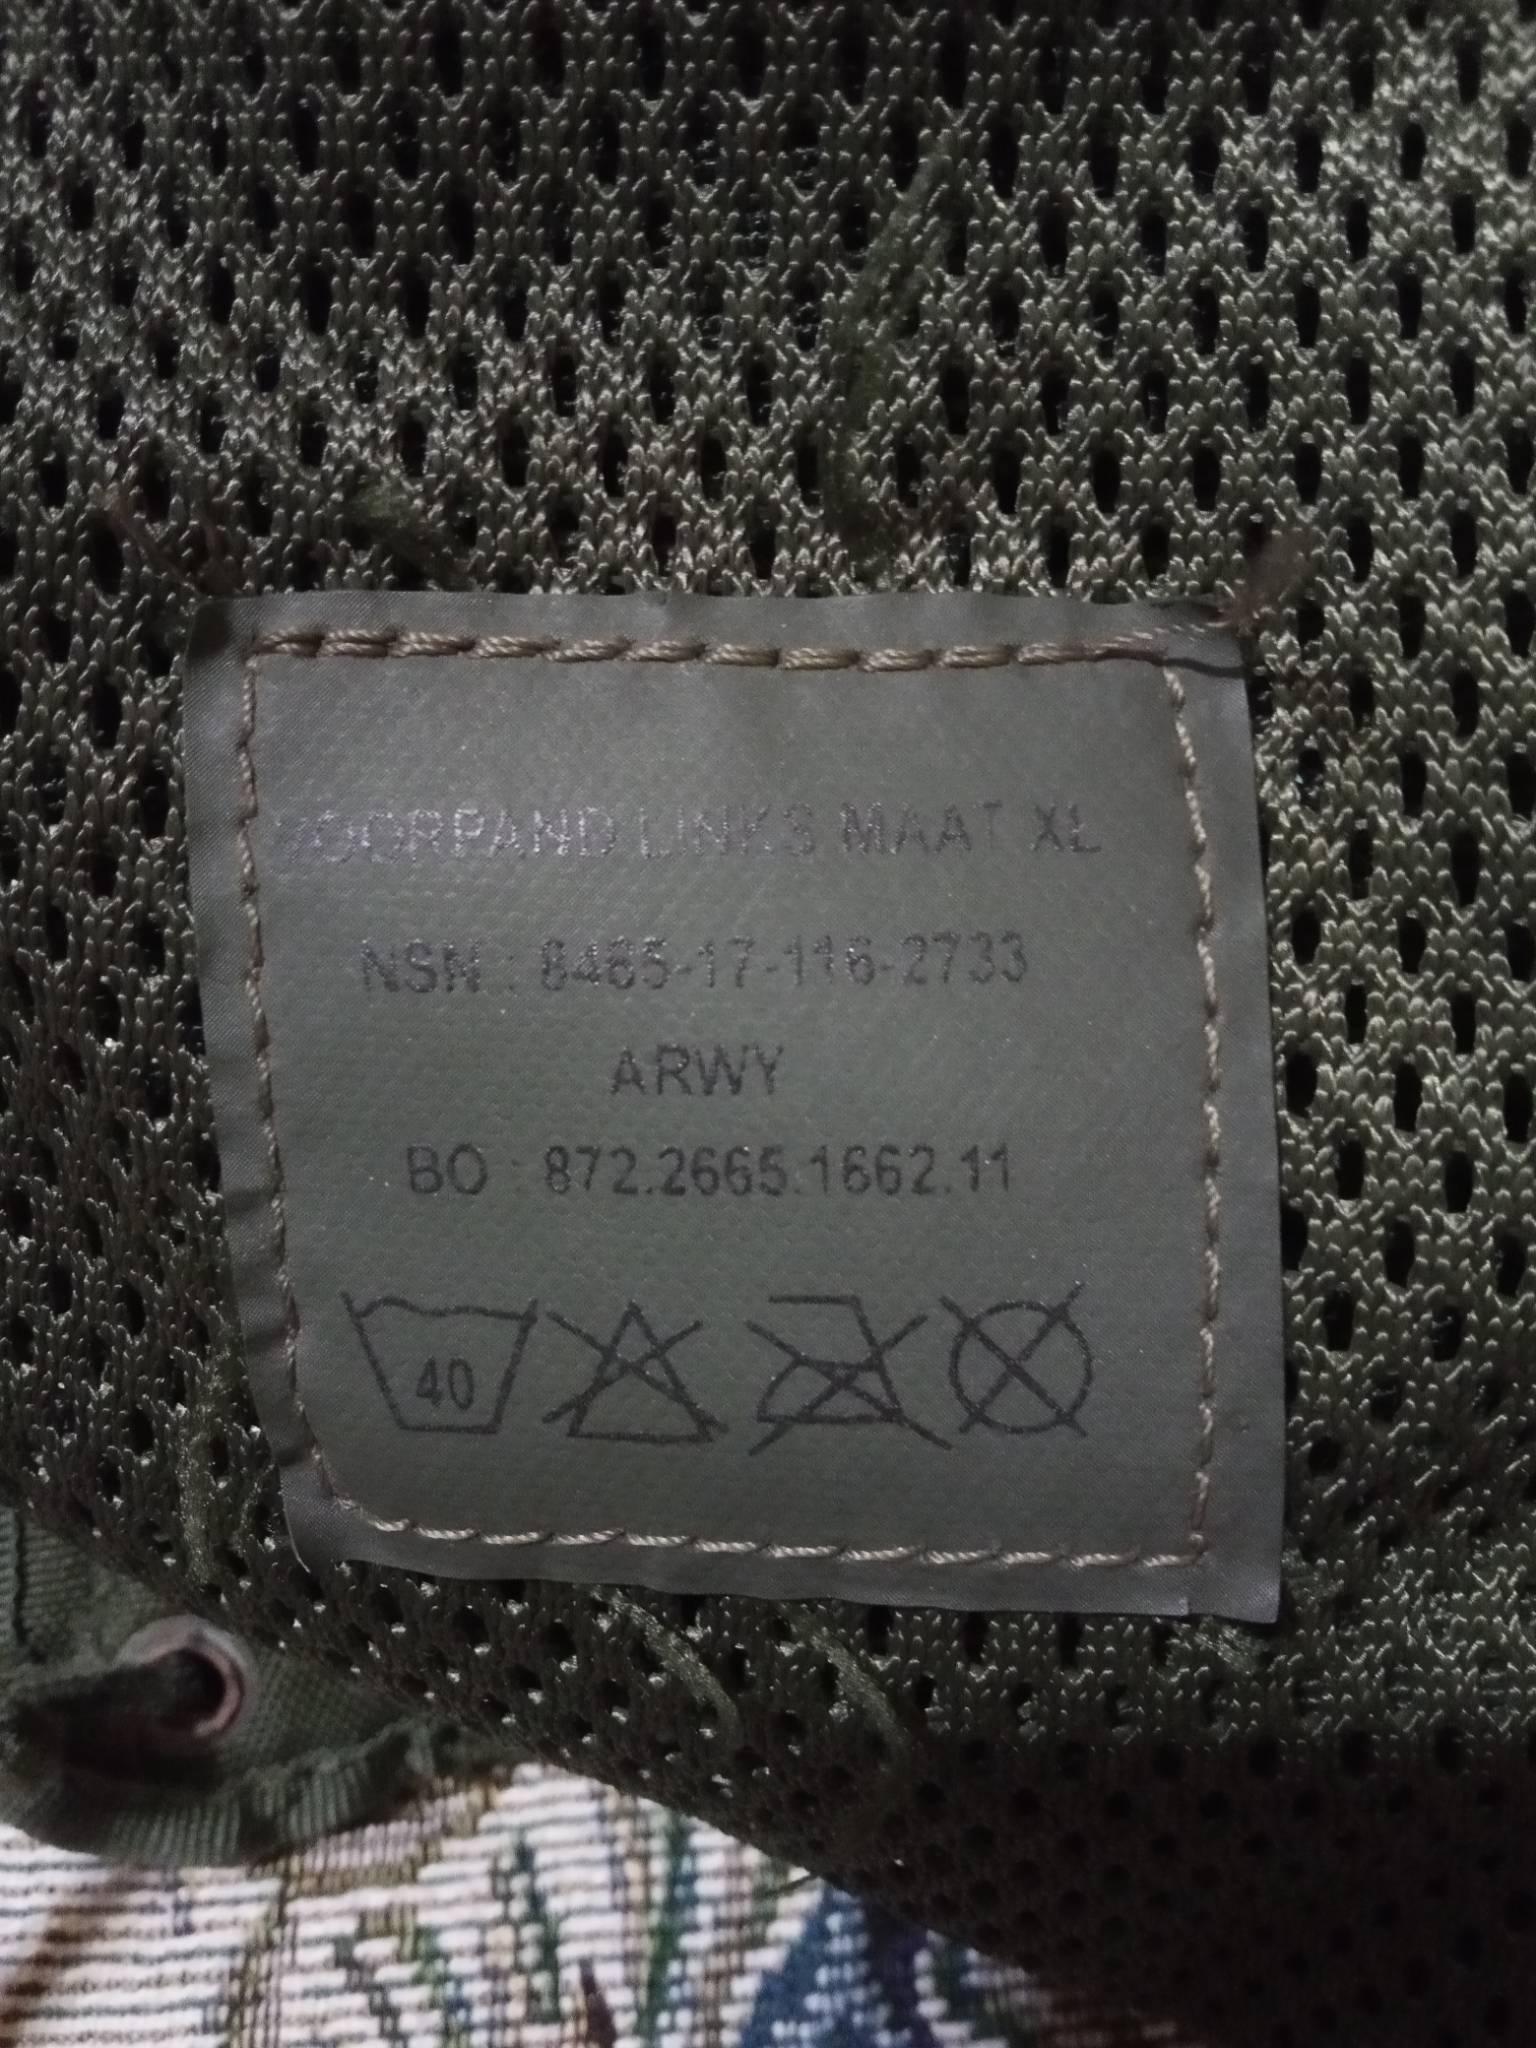 VOORPAND LINKS MAAT XL
NSN : 8465-17-116-2733
ARWY
BO : 872.2665.1662.11
40